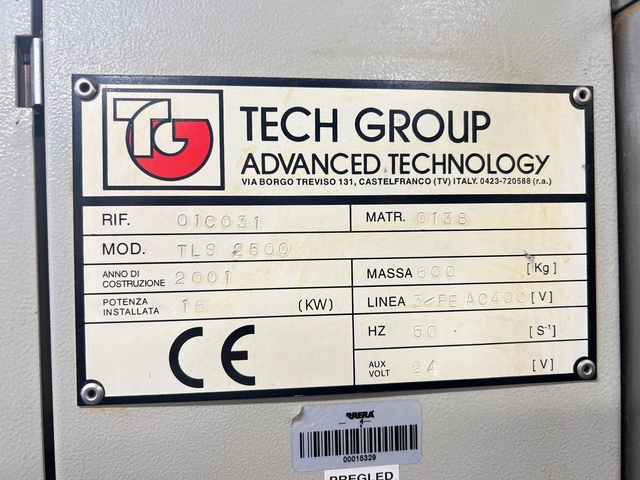 TG TECH GROUP
ADVANCED TECHNOLOGY
VIA BORGO TREVISO 131, CASTELFRANCO (TV) ITALY. 0423-720588 (r.a.)
RIF. 01C031 MATR. 0138
MOD. TLS 2500
ANNO DI COSTRUZIONE 2001 MASSA 600 [Kg]
POTENZA INSTALLATA 16 (KW) LINEA 3/PE AC400 [V]
HZ 50 [S-1]
CE
AUX VOLT 24 [V]
00015329
PREGLED